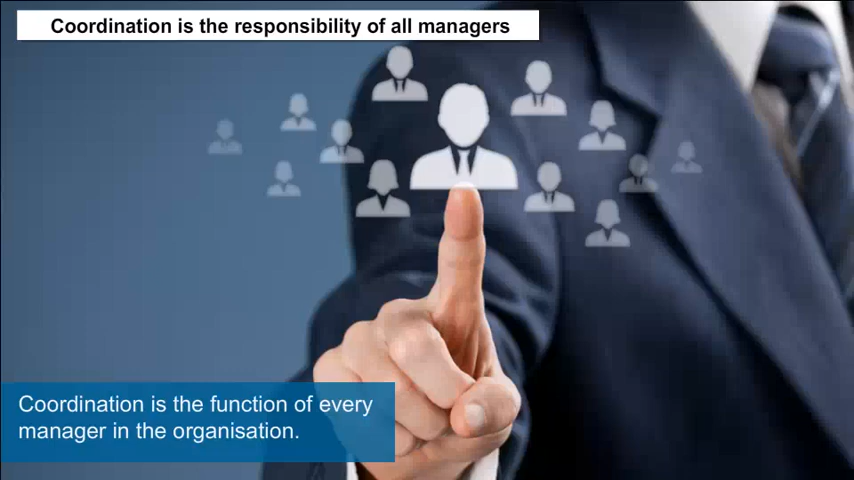 Coordination is the responsibility of all managers
Coordination is the function of every
manager in the organisation.